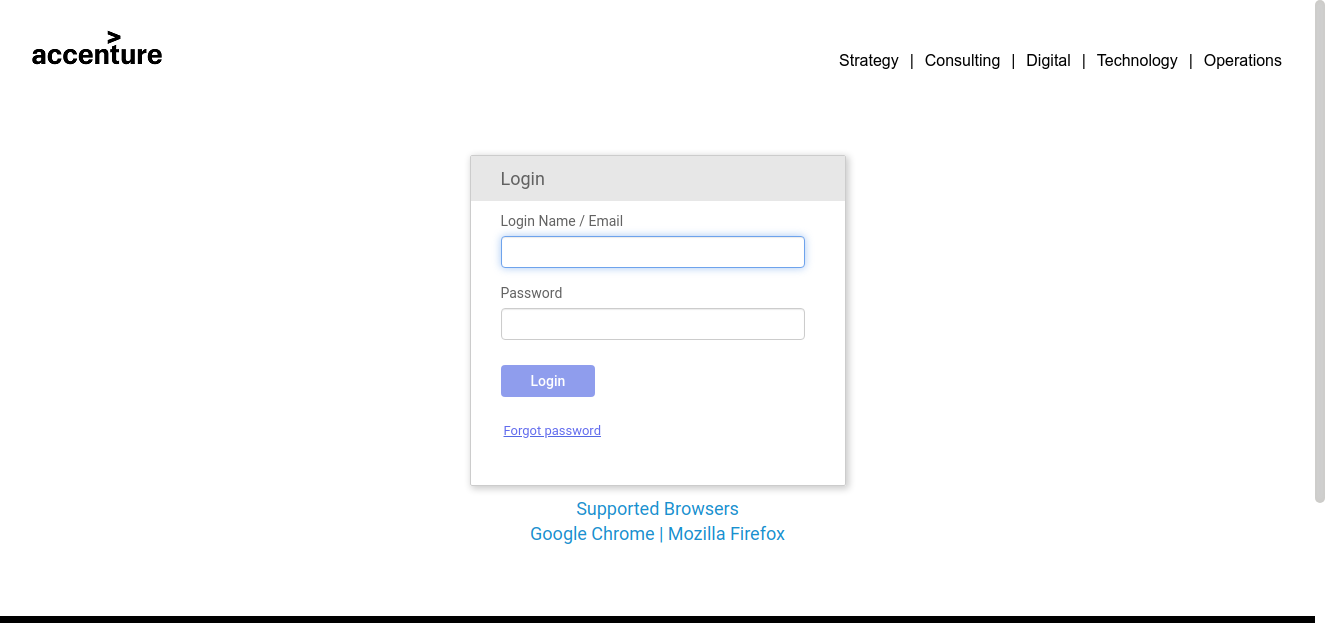 accenture
Strategy | Consulting | Digital | Technology | Operations
Login
Login Name / Email
Password
Login
Forgot password
Supported Browsers
Google Chrome | Mozilla Firefox